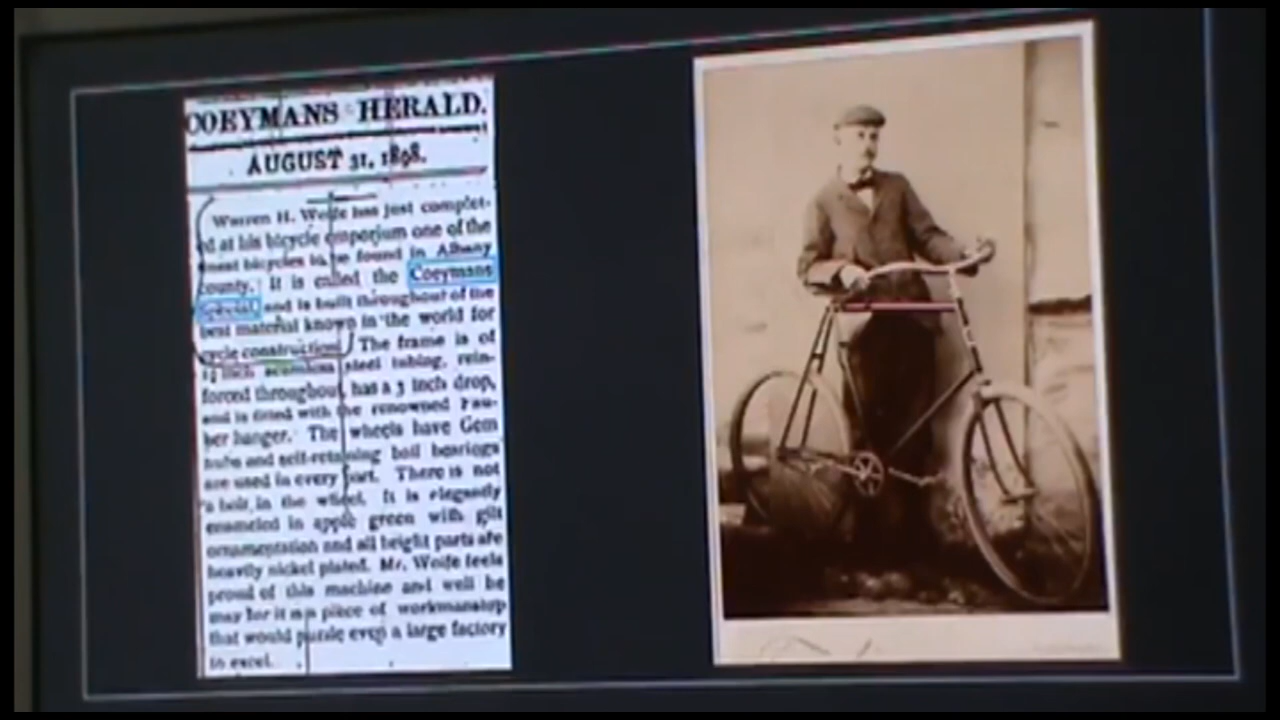 COEYMANS HERALD.
AUGUST 31, 1898.
Warren H. Wolfe has just complet-
ed at his bicycle emporium one of the
finest bicycles to be found in Albany
county. It is called the Coeymans
Special, and is built throughout of the
best material known in the world for
cycle construction. The frame is of
inch seamless steel tubing, rein-
forced throughout, has a 3 inch drop,
and is fitted with the renowned Fau-
ber hanger. The wheels have Gem
hubs and self-retaining ball bearings
are used in every part. There is not
a bolt in the wheel. It is elegantly
enameled in apple green with gilt
ornamentation and all bright parts are
heavily nickel plated. Mr. Wolfe feels
proud of this machine and well he
may for it is a piece of workmanship
that would puzzle even a large factory
to excel.